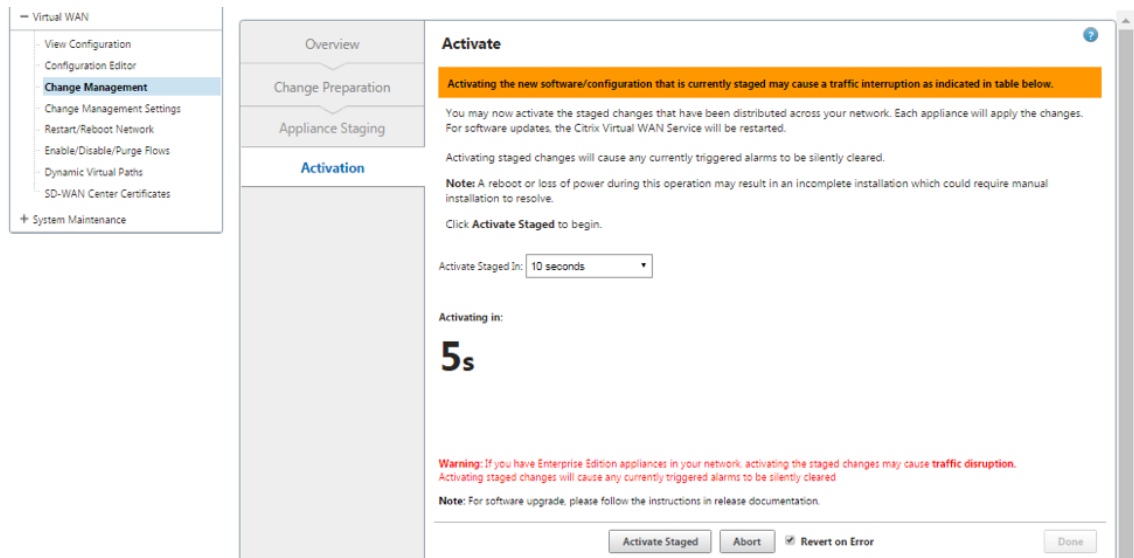 − Virtual WAN
View Configuration
Configuration Editor
Change Management
Change Management Settings
Restart/Reboot Network
Enable/Disable/Purge Flows
Dynamic Virtual Paths
SD-WAN Center Certificates
+ System Maintenance
Overview
Change Preparation
Appliance Staging
Activation
Activate
?
Activating the new software/configuration that is currently staged may cause a traffic interruption as indicated in table below.
You may now activate the staged changes that have been distributed across your network. Each appliance will apply the changes.
For software updates, the Citrix Virtual WAN Service will be restarted.
Activating staged changes will cause any currently triggered alarms to be silently cleared.
Note: A reboot or loss of power during this operation may result in an incomplete installation which could require manual
installation to resolve.
Click Activate Staged to begin.
Activate Staged In: 10 seconds
Activating in:
5s
Warning: If you have Enterprise Edition appliances in your network, activating the staged changes may cause traffic disruption.
Activating staged changes will cause any currently triggered alarms to be silently cleared
Note: For software upgrade, please follow the instructions in release documentation.
Activate Staged Abort Revert on Error Done